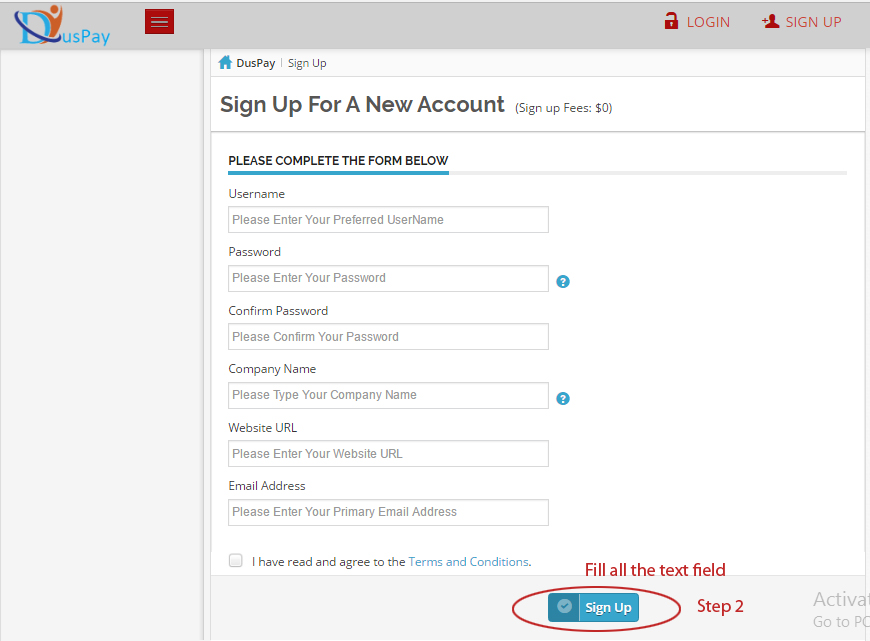 DusPay
LOGIN
SIGN UP
DusPay | Sign Up
Sign Up For A New Account (Sign up Fees: $0)
PLEASE COMPLETE THE FORM BELOW
Username
Please Enter Your Preferred UserName
Password
Please Enter Your Password
?
Confirm Password
Please Confirm Your Password
Company Name
Please Type Your Company Name
?
Website URL
Please Enter Your Website URL
Email Address
Please Enter Your Primary Email Address
I have read and agree to the Terms and Conditions.
Fill all the text field
Sign Up
Step 2
Activat
Go to PC